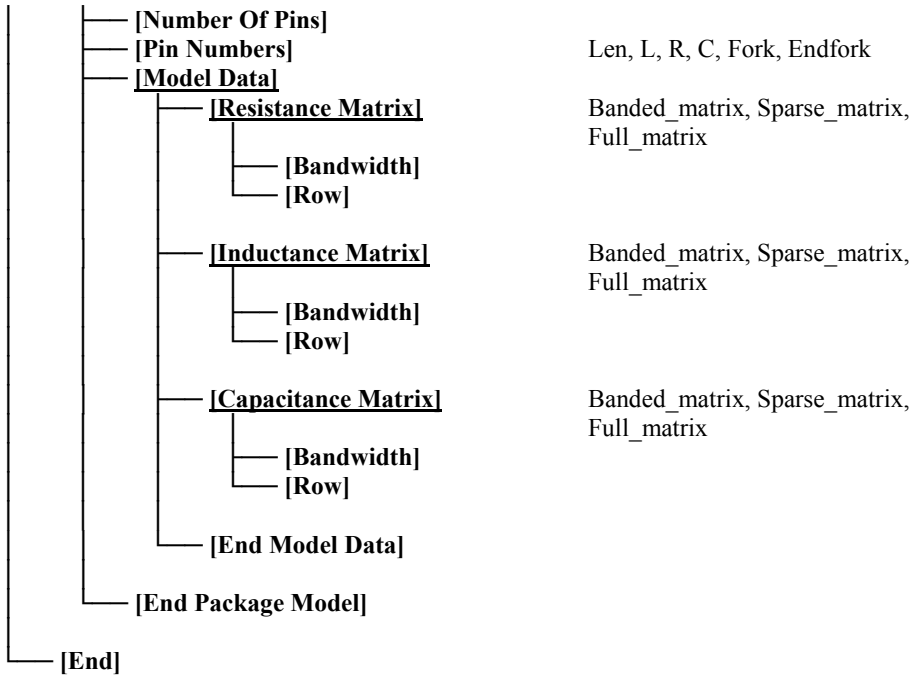 [Number Of Pins]
[Pin Numbers] Len, L, R, C, Fork, Endfork
[Model Data]
[Resistance Matrix] Banded_matrix, Sparse_matrix,
Full_matrix
[Bandwidth]
[Row]
[Inductance Matrix] Banded_matrix, Sparse_matrix,
Full_matrix
[Bandwidth]
[Row]
[Capacitance Matrix] Banded_matrix, Sparse_matrix,
Full_matrix
[Bandwidth]
[Row]
[End Model Data]
[End Package Model]
[End]